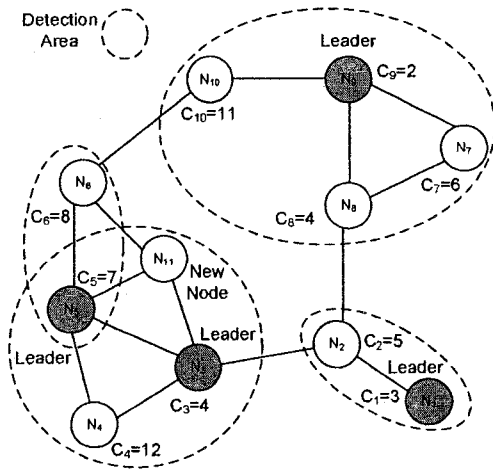 Detection
Area
Leader
C₉=2
N₁₀
C₁₀=11
N₇
C₇=6
N₆
C₆=8
N₈
C₈=4
N₁₁
New
Node
C₅=7
Leader
Leader
N₂
C₂=5
Leader
C₁=3
C₃=4
N₄
C₄=12